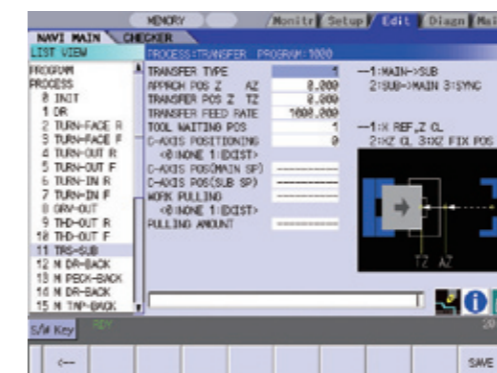 MEMORY
Monitr Setup Edit Diagn Mai
NAVI MAIN CHECKER
LIST VIEW PROCESS:TRANSFER PROGRAM:1000
PROGRAM
PROCESS
0 INIT
1 DR
2 TURN-FACE R
3 TURN-FACE F
4 TURN-OUT R
5 TURN-OUT F
6 TURN-IN R
7 TURN-IN F
8 GRV-OUT
9 THD-OUT R
10 THD-OUT F
11 TRS-SUB
12 M DR-BACK
13 M PECK-BACK
14 M DR-BACK
15 M TAP-BACK
TRANSFER TYPE 1
APPRCH POS Z AZ 0.000
TRANSFER POS Z TZ 0.000
TRANSFER FEED RATE 1000.000
TOOL WAITING POS 1
C-AXIS POSITIONING 0
<0:NONE 1:EXIST>
C-AXIS POS(MAIN SP)
C-AXIS POS(SUB SP)
WORK PULLING
<0:NONE 1:EXIST>
PULLING AMOUNT
1:MAIN->SUB
2:SUB->MAIN 3:SYNC
1:X REF,Z CL
2:XZ CL 3:XZ FIX POS
TZ AZ
S/W Key RDY 20
<--
SAVE